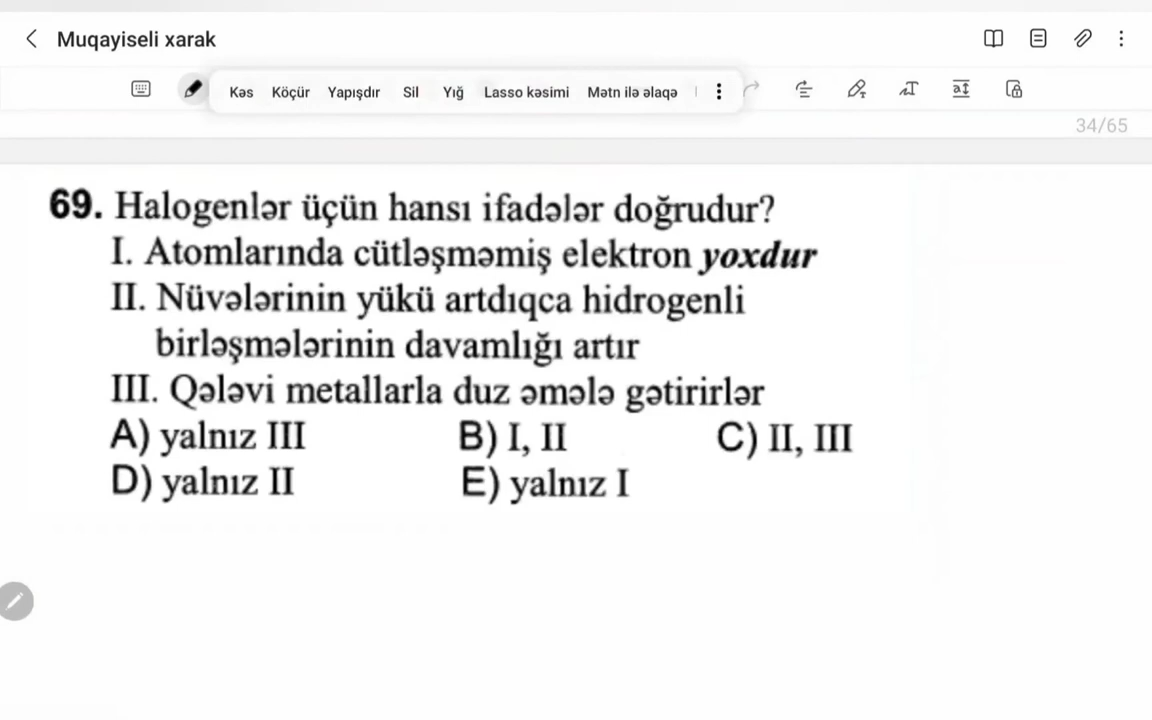 Muqayiseli xarak
Kəs Köçür Yapışdır Sil Yığ Lasso kəsimi Mətn ilə əlaqə
34/65
69. Halogenlər üçün hansı ifadələr doğrudur?
I. Atomlarında cütləşməmiş elektron yoxdur
II. Nüvələrinin yükü artdıqca hidrogenli
birləşmələrinin davamlığı artır
III. Qələvi metallarla duz əmələ gətirirlər
A) yalnız III B) I, II C) II, III
D) yalnız II E) yalnız I